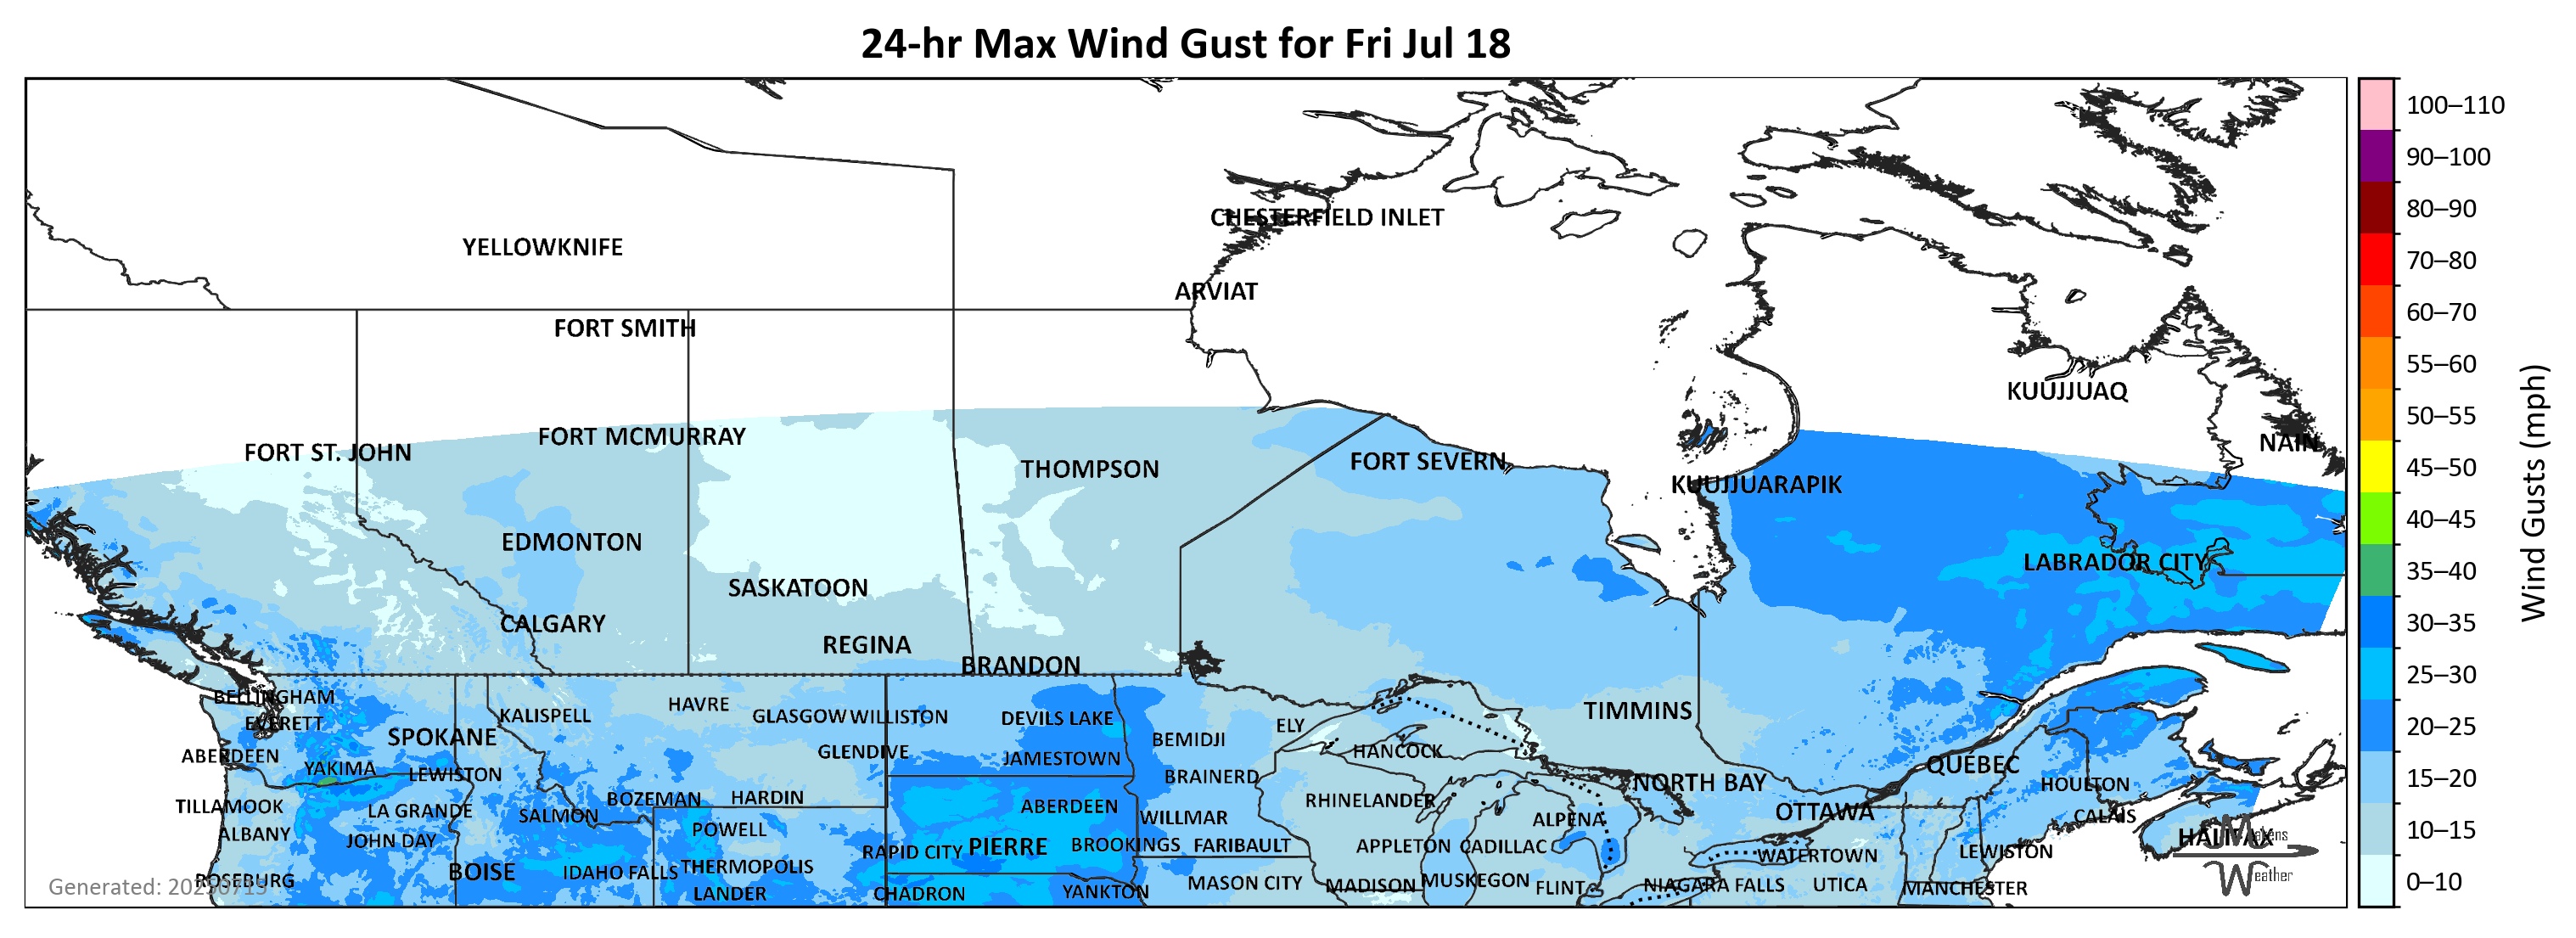 24-hr Max Wind Gust for Fri Jul 18
100–110
90–100
80–90
70–80
60–70
55–60
50–55
45–50
40–45
35–40
30–35
25–30
20–25
15–20
10–15
0–10
Wind Gusts (mph)
CHESTERFIELD INLET
YELLOWKNIFE
ARVIAT
FORT SMITH
KUUJJUAQ
FORT MCMURRAY
NAIN
FORT ST. JOHN
FORT SEVERN
THOMPSON
KUUJJUARAPIK
EDMONTON
LABRADOR CITY
SASKATOON
CALGARY
REGINA
BRANDON
BELLINGHAM
HAVRE
TIMMINS
KALISPELL
GLASGOW
WILLISTON
DEVILS LAKE
EVERETT
ELY
SPOKANE
BEMIDJI
HANCOCK
GLENDIVE
ABERDEEN
JAMESTOWN
QUÉBEC
YAKIMA
LEWISTON
BRAINERD
NORTH BAY
HOULTON
BOZEMAN
HARDIN
RHINELANDER
TILLAMOOK
ABERDEEN
LA GRANDE
OTTAWA
SALMON
CALAIS
WILLMAR
ALPENA
POWELL
ALBANY
HALIFAX
Makens
JOHN DAY
BROOKINGS
FARIBAULT
APPLETON
CADILLAC
PIERRE
RAPID CITY
LEWISTON
WATERTOWN
THERMOPOLIS
BOISE
IDAHO FALLS
Weather
ROSEBURG
MUSKEGON
MASON CITY
MADISON
NIAGARA FALLS
UTICA
FLINT
MANCHESTER
YANKTON
LANDER
CHADRON
Generated: